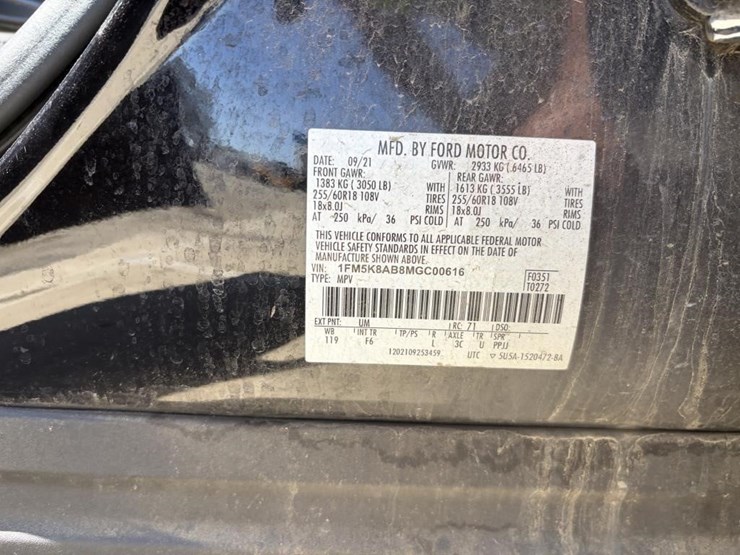 MFD. BY FORD MOTOR CO.
DATE: 09/21 GVWR: 2933 KG (6465 LB)
FRONT GAWR: REAR GAWR:
1383 KG (3050 LB) WITH 1613 KG (3555 LB) WITH
255/60R18 108V TIRES 255/60R18 108V TIRES
18x8.0J RIMS 18x8.0J RIMS
AT 250 kPa/ 36 PSI COLD AT 250 kPa/ 36 PSI COLD
THIS VEHICLE CONFORMS TO ALL APPLICABLE FEDERAL MOTOR
VEHICLE SAFETY STANDARDS IN EFFECT ON THE DATE OF
MANUFACTURE SHOWN ABOVE.
VIN: 1FM5K8AB8MGC00616 F0351
TYPE: MPV T0272
EXT PNT: UM RC: 71 DSO:
WB INT TR TP/PS R AXLE TR SPR
119 F6 L 3C U PPJJ
1202109253459 UTC 5U5A-1520472-BA